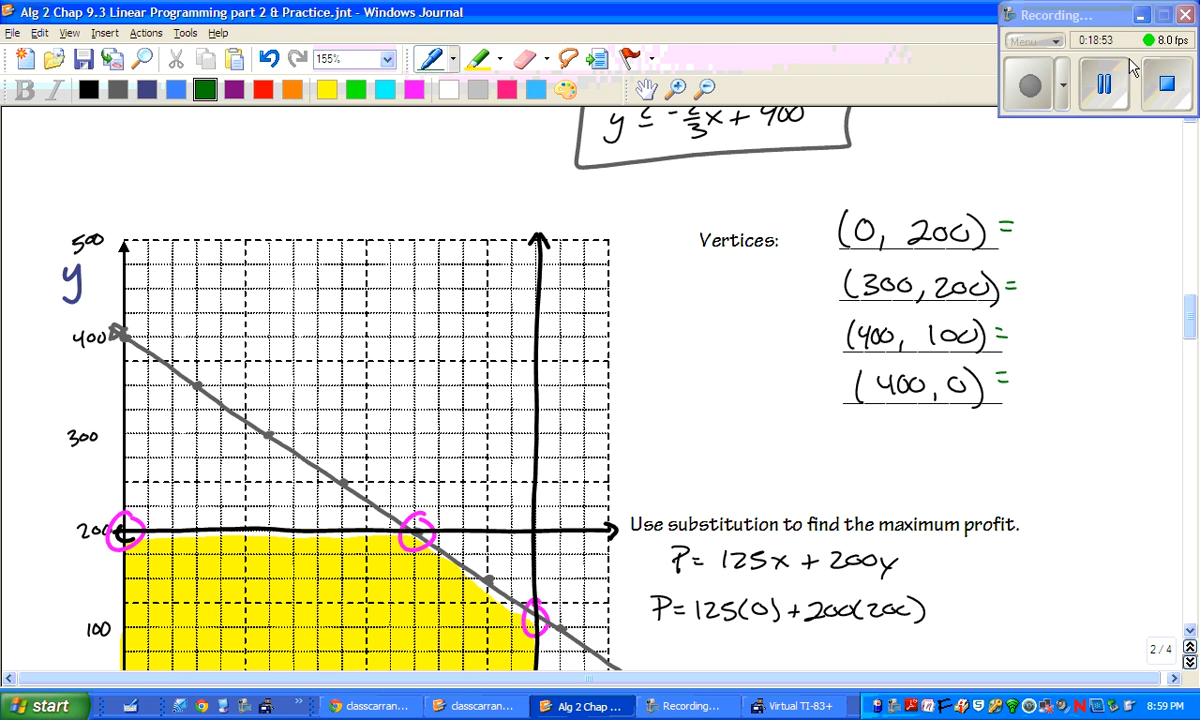 Alg 2 Chap 9.3 Linear Programming part 2 & Practice.jnt - Windows Journal
Recording...
File Edit View Insert Actions Tools Help
Menu 0:18:53 8.0 fps
155%
B I
y ≤ -2/3x + 400
500
y
400
300
200
100
Vertices: (0, 200) =
(300, 200) =
(400, 100) =
(400, 0) =
Use substitution to find the maximum profit.
P = 125x + 200y
P = 125(0) + 200(200)
2 / 4
start classcarran... classcarran... Alg 2 Chap ... Recording... Virtual TI-83+ 8:59 PM